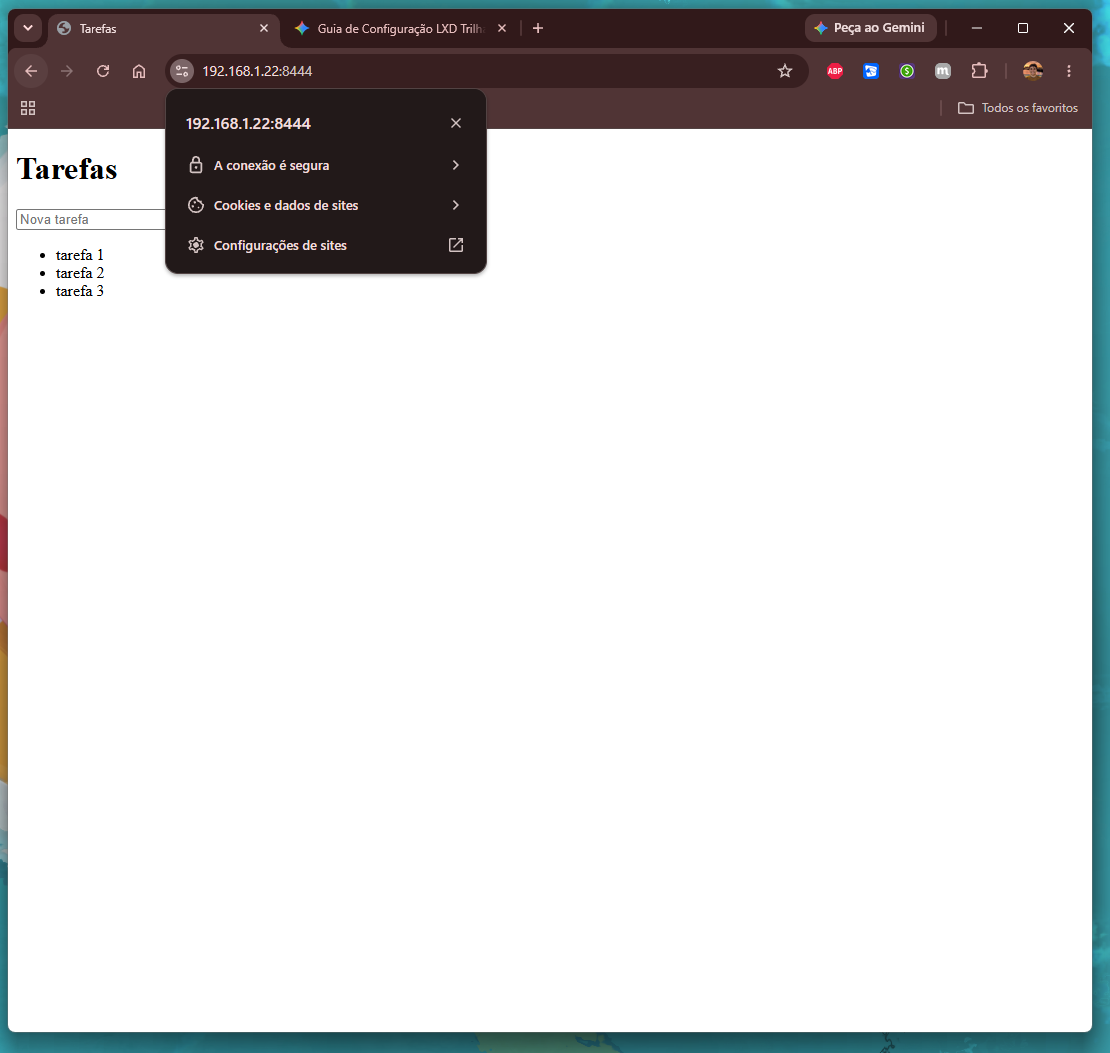 Tarefas
Guia de Configuração LXD Trilh
Peça ao Gemini
192.168.1.22:8444
ABP
$
m
Todos os favoritos
192.168.1.22:8444
A conexão é segura
Cookies e dados de sites
Configurações de sites
Tarefas
Nova tarefa
tarefa 1
tarefa 2
tarefa 3